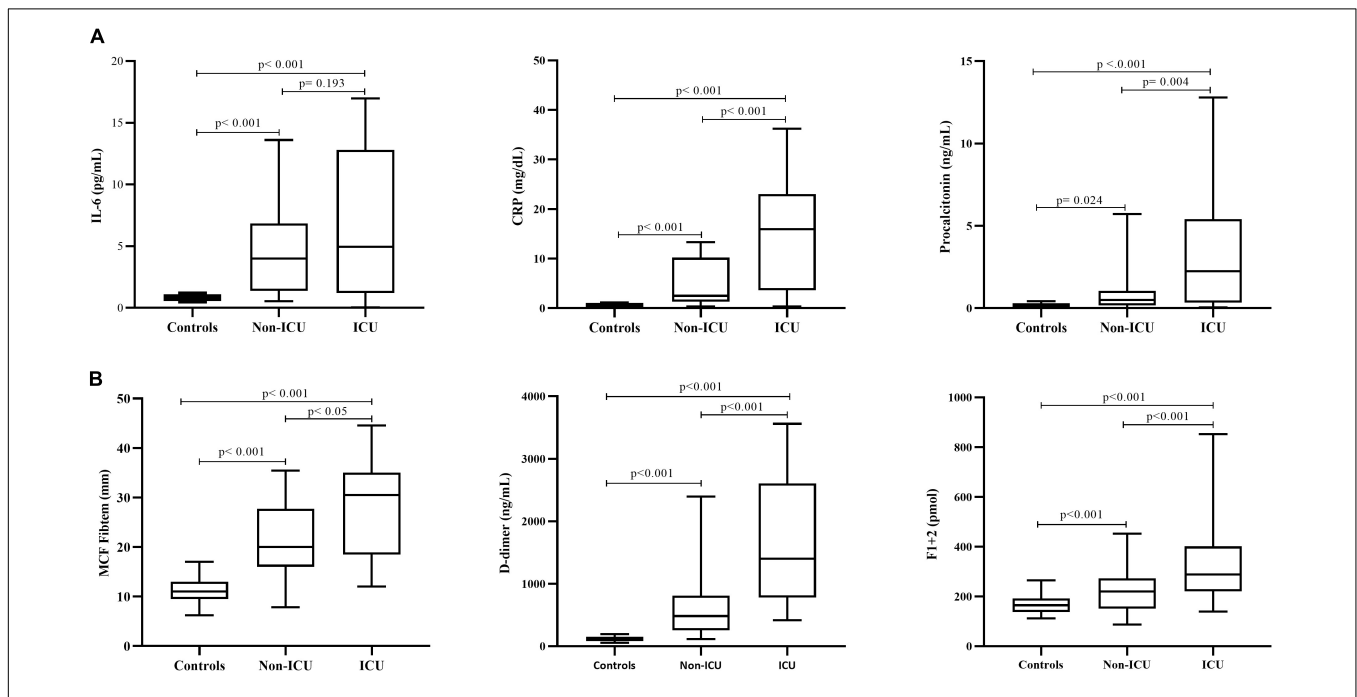 A
IL-6 (pg/mL)
20
15
10
5
0
p< 0.001
p= 0.193
p< 0.001
Controls Non-ICU ICU
CRP (mg/dL)
50
40
30
20
10
0
p< 0.001
p< 0.001
p< 0.001
Controls Non-ICU ICU
Procalcitonin (ng/mL)
15
10
5
0
p <.0.001
p= 0.004
p= 0.024
Controls Non-ICU ICU
B
MCF Fibtem (mm)
50
40
30
20
10
0
p< 0.001
p< 0.05
p< 0.001
Controls Non-ICU ICU
D-dimer (ng/mL)
4000
3000
2000
1000
0
p<0.001
p<0.001
p<0.001
Controls Non-ICU ICU
F1+2 (pmol)
1000
800
600
400
200
0
p<0.001
p<0.001
p<0.001
Controls Non-ICU ICU